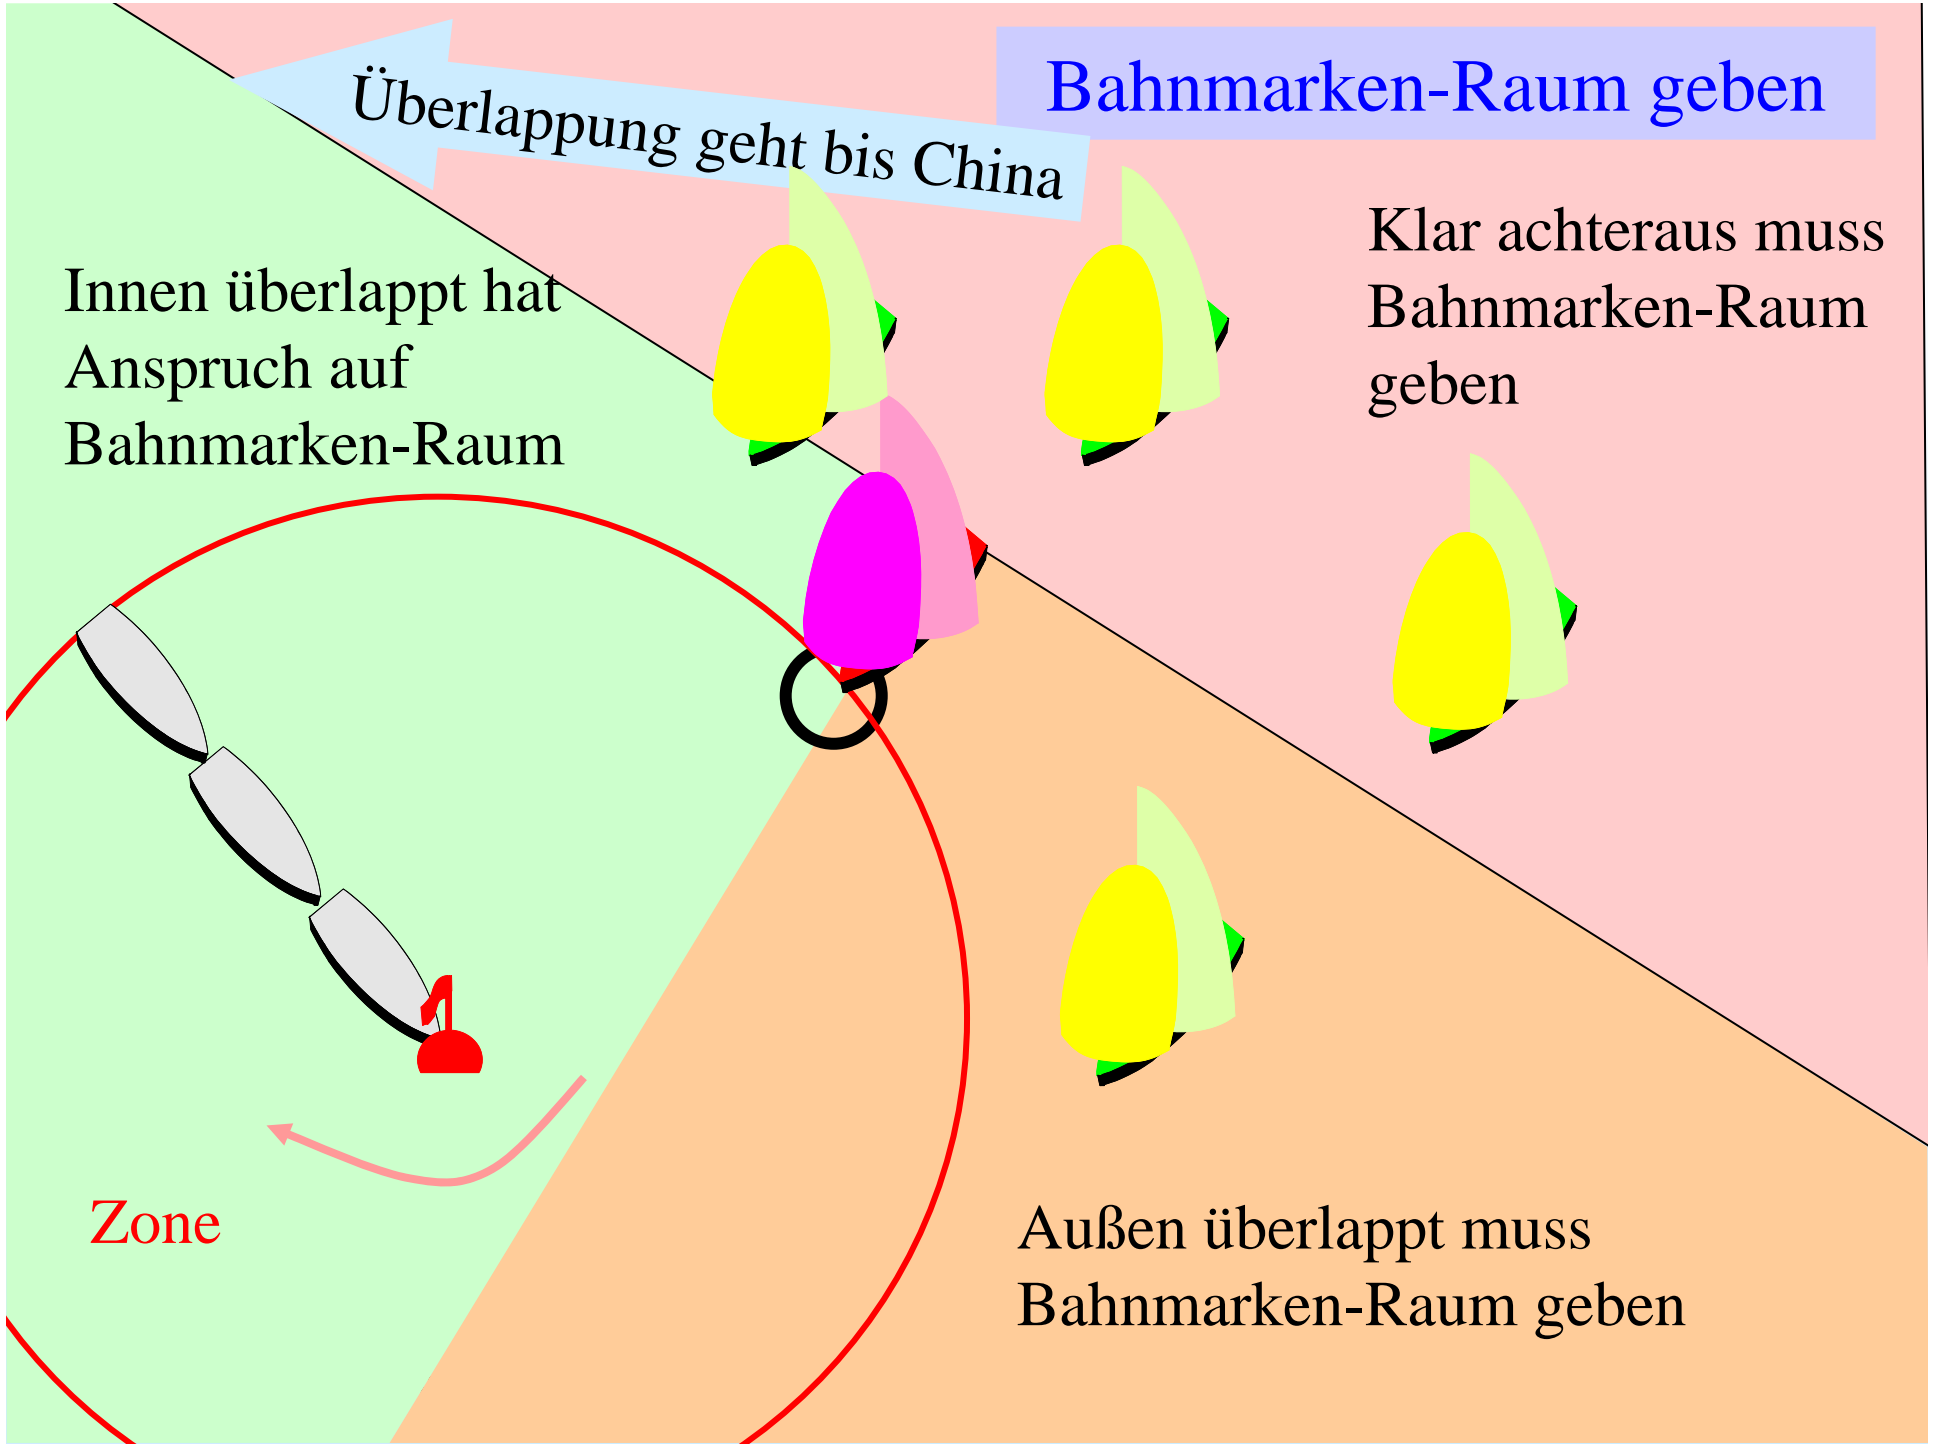 Bahnmarken-Raum geben
Überlappung geht bis China
Klar achteraus muss
Bahnmarken-Raum
geben
Innen überlappt hat
Anspruch auf
Bahnmarken-Raum
Zone
Außen überlappt muss
Bahnmarken-Raum geben